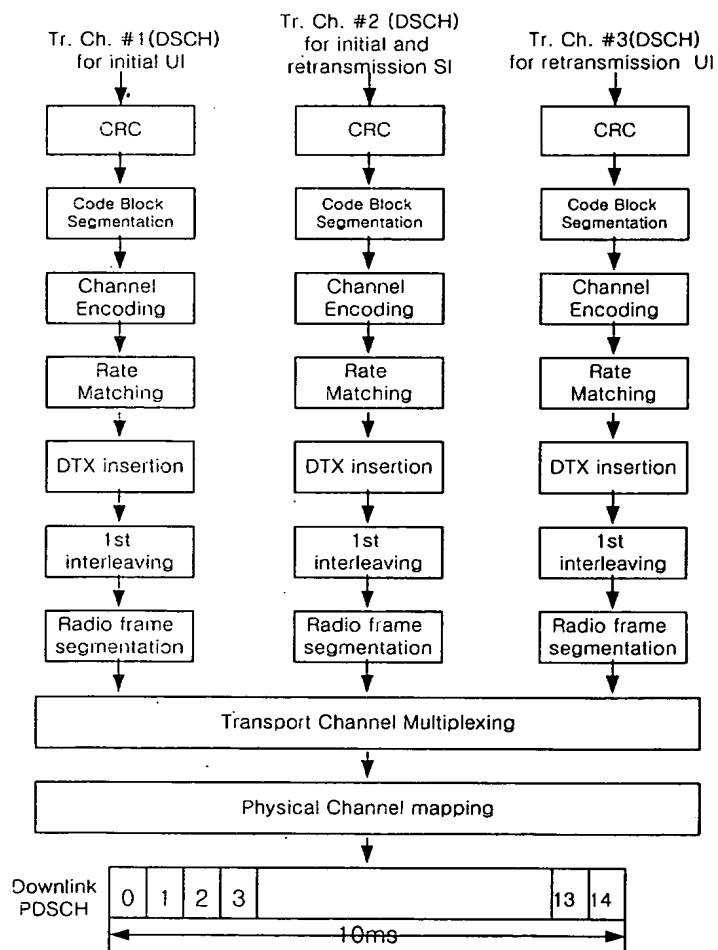 Tr. Ch. #1(DSCH)
for initial UI
Tr. Ch. #2 (DSCH)
for initial and
retransmission SI
Tr. Ch. #3(DSCH)
for retransmission UI
CRC
CRC
CRC
Code Block
Segmentation
Code Block
Segmentation
Code Block
Segmentation
Channel
Encoding
Channel
Encoding
Channel
Encoding
Rate
Matching
Rate
Matching
Rate
Matching
DTX insertion
DTX insertion
DTX insertion
1st
interleaving
1st
interleaving
1st
interleaving
Radio frame
segmentation
Radio frame
segmentation
Radio frame
segmentation
Transport Channel Multiplexing
Physical Channel mapping
Downlink
PDSCH
0 1 2 3 13 14
10ms